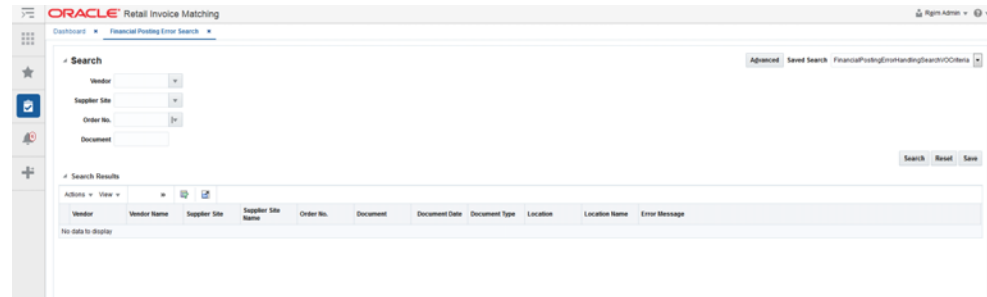 ORACLE® Retail Invoice Matching
Rgirm Admin
Dashboard × Financial Posting Error Search ×
Search
Advanced Saved Search FinancialPostingErrorHandlingSearchVOCriteria
Vendor
Supplier Site
Order No.
Document
Search Reset Save
Search Results
Actions View »
Vendor Vendor Name Supplier Site Supplier Site Name Order No. Document Document Date Document Type Location Location Name Error Message
No data to display